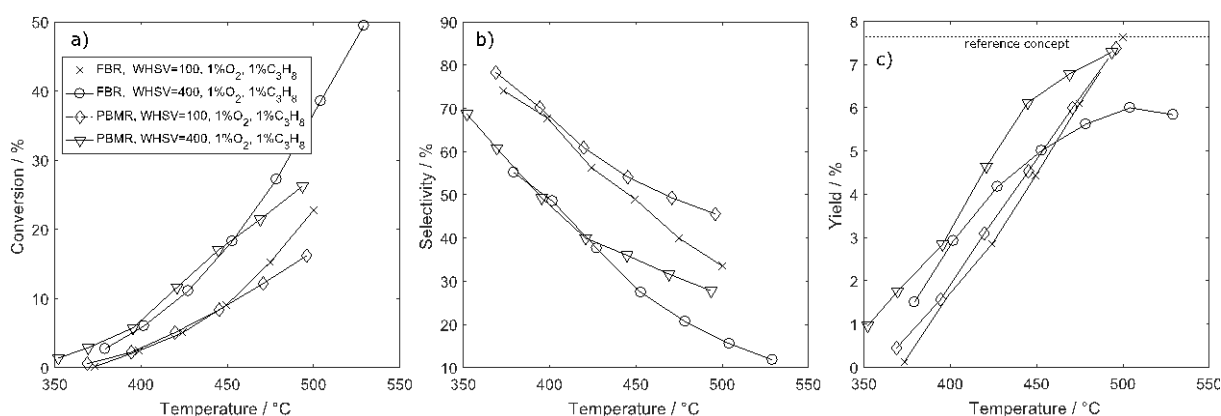 a)
FBR, WHSV=100, 1%O₂, 1%C₃H₈
FBR, WHSV=400, 1%O₂, 1%C₃H₈
PBMR, WHSV=100, 1%O₂, 1%C₃H₈
PBMR, WHSV=400, 1%O₂, 1%C₃H₈
Conversion / %
50
40
30
20
10
0
350
400
450
500
550
Temperature / °C
b)
Selectivity / %
90
80
70
60
50
40
30
20
10
350
400
450
500
550
Temperature / °C
reference concept
c)
Yield / %
8
7
6
5
4
3
2
1
0
350
400
450
500
550
Temperature / °C